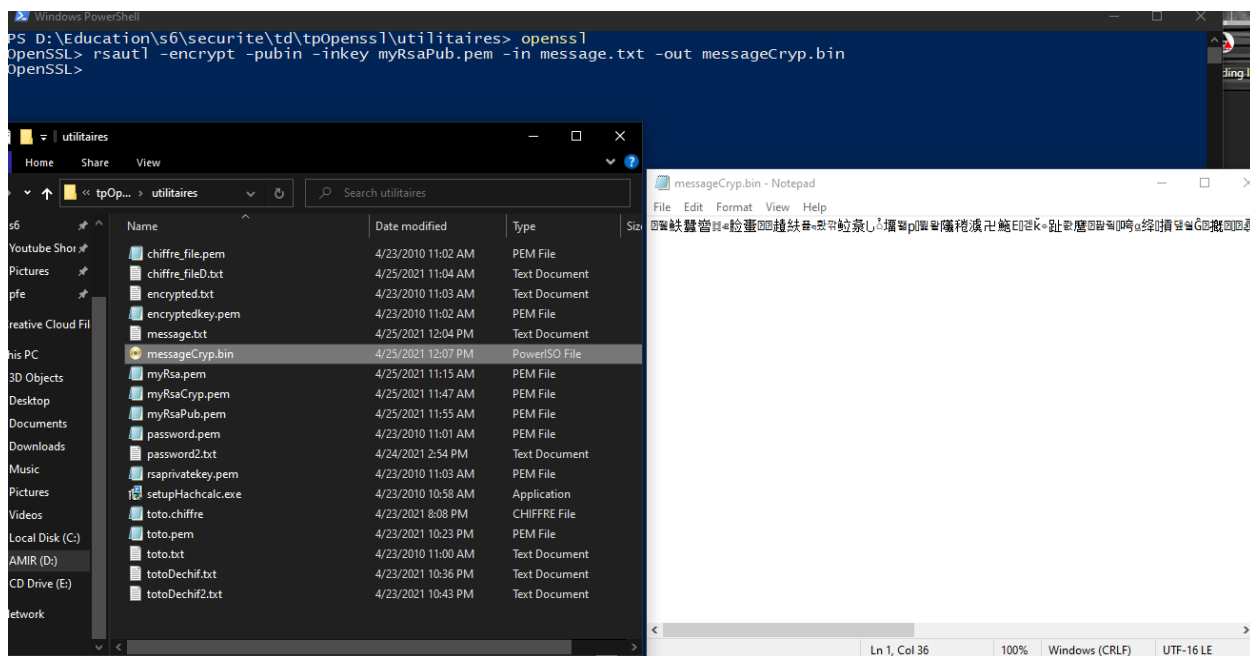 Windows PowerShell
PS D:\Education\s6\securite\td\tpOpenssl\utilitaires> openssl
OpenSSL> rsautl -encrypt -pubin -inkey myRsaPub.pem -in message.txt -out messageCryp.bin
OpenSSL>
ding l
utilitaires
Home Share View
« tpOp... › utilitaires
Search utilitaires
s6
Youtube Shor
Pictures
pfe
reative Cloud Fil
his PC
3D Objects
Desktop
Documents
Downloads
Music
Pictures
Videos
Local Disk (C:)
AMIR (D:)
CD Drive (E:)
Network
Name Date modified Type Siz
chiffre_file.pem 4/23/2010 11:02 AM PEM File
chiffre_fileD.txt 4/25/2021 11:04 AM Text Document
encrypted.txt 4/23/2010 11:03 AM Text Document
encryptedkey.pem 4/23/2010 11:02 AM PEM File
message.txt 4/25/2021 12:04 PM Text Document
messageCryp.bin 4/25/2021 12:07 PM PowerISO File
myRsa.pem 4/25/2021 11:15 AM PEM File
myRsaCryp.pem 4/25/2021 11:47 AM PEM File
myRsaPub.pem 4/25/2021 11:55 AM PEM File
password.pem 4/23/2010 11:01 AM PEM File
password2.txt 4/24/2021 2:54 PM Text Document
rsaprivatekey.pem 4/23/2010 11:03 AM PEM File
setupHachcalc.exe 4/23/2010 10:58 AM Application
toto.chiffre 4/23/2021 8:08 PM CHIFFRE File
toto.pem 4/23/2021 10:23 PM PEM File
toto.txt 4/23/2010 11:00 AM Text Document
totoDechif.txt 4/23/2021 10:36 PM Text Document
totoDechif2.txt 4/23/2021 10:43 PM Text Document
messageCryp.bin - Notepad
File Edit Format View Help
Ln 1, Col 36 100% Windows (CRLF) UTF-16 LE